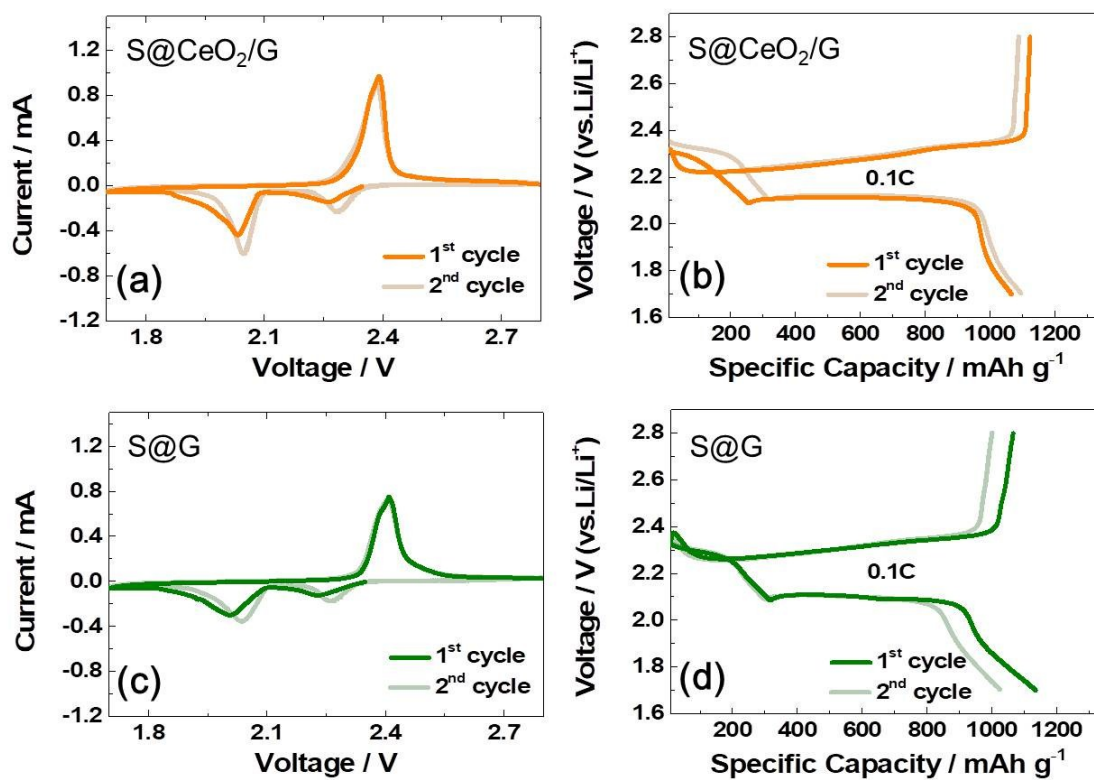 S@CeO₂/G
Current / mA
1.2
0.8
0.4
0.0
-0.4
-0.8
-1.2
1st cycle
2nd cycle
(a)
1.8 2.1 2.4 2.7
Voltage / V
S@CeO₂/G
Voltage / V (vs.Li/Li⁺)
2.8
2.6
2.4
2.2
2.0
1.8
1.6
0.1C
1st cycle
2nd cycle
(b)
200 400 600 800 1000 1200
Specific Capacity / mAh g⁻¹
S@G
Current / mA
1.2
0.8
0.4
0.0
-0.4
-0.8
-1.2
1st cycle
2nd cycle
(c)
1.8 2.1 2.4 2.7
Voltage / V
S@G
Voltage / V (vs.Li/Li⁺)
2.8
2.6
2.4
2.2
2.0
1.8
1.6
0.1C
1st cycle
2nd cycle
(d)
200 400 600 800 1000 1200
Specific Capacity / mAh g⁻¹